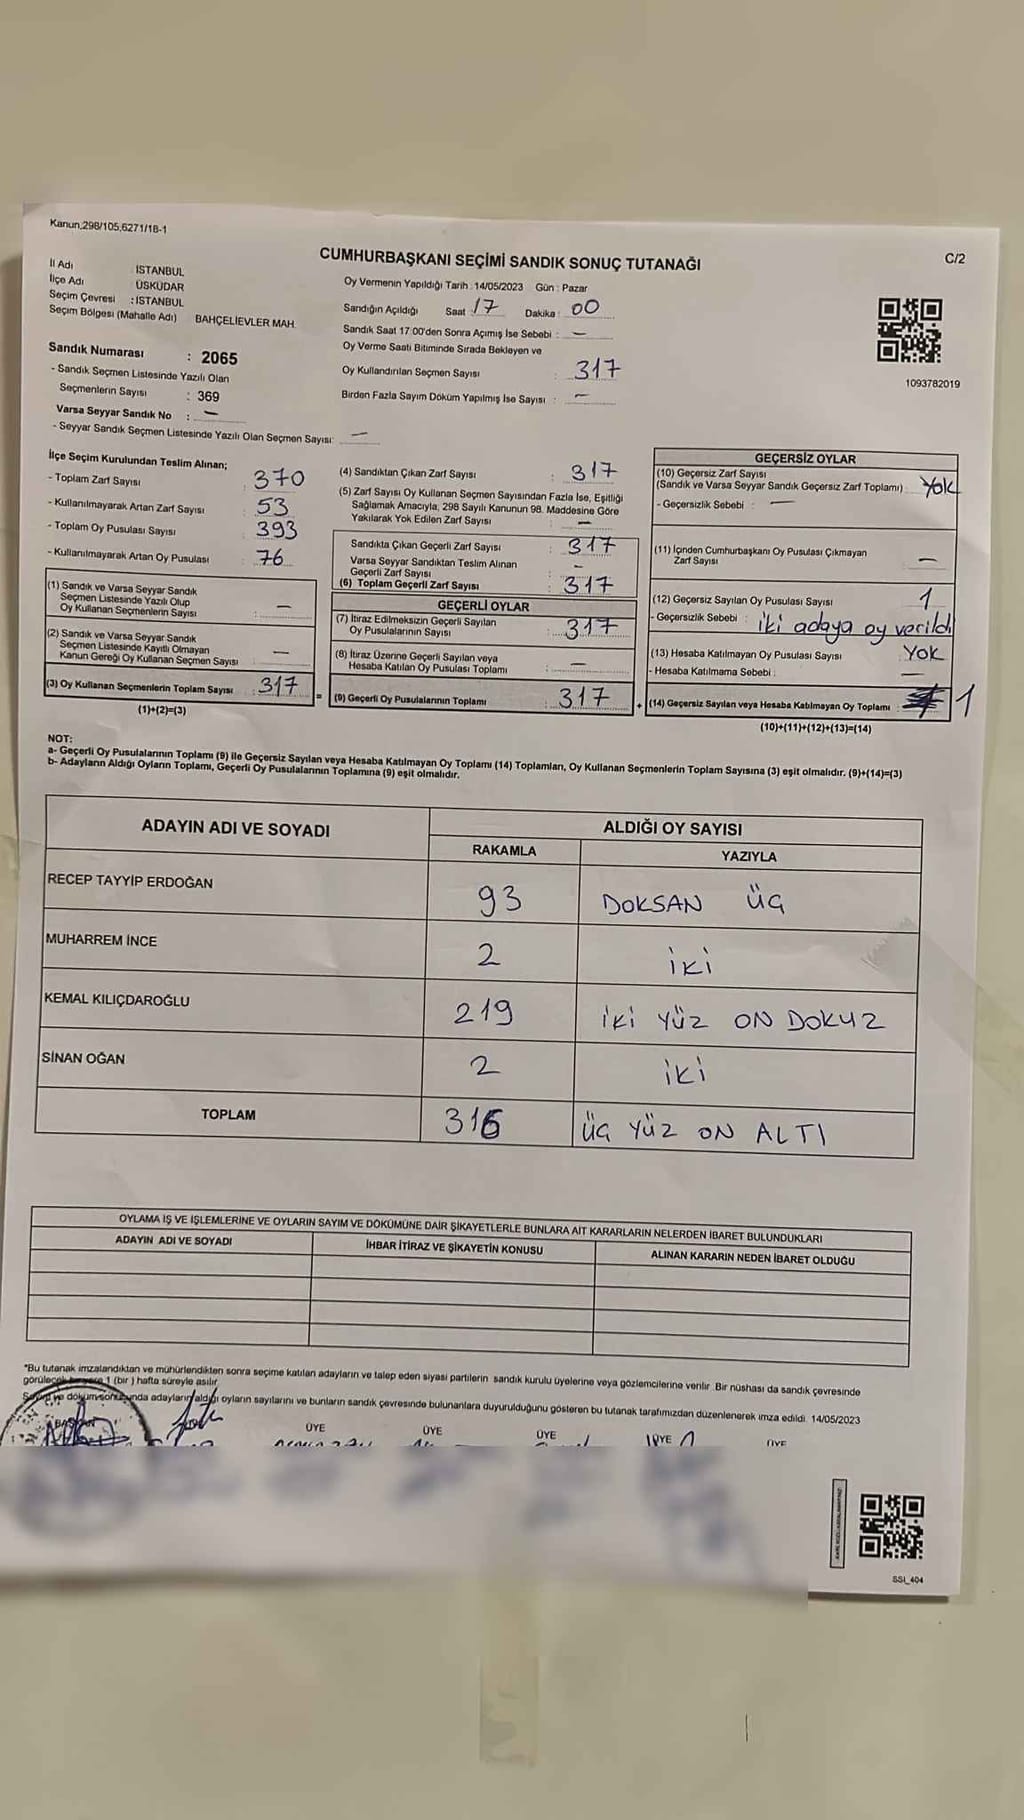 Kanun,298/105,6271/18-1
CUMHURBAŞKANI SEÇİMİ SANDIK SONUÇ TUTANAĞI
C/2
İl Adı : İSTANBUL
İlçe Adı : ÜSKÜDAR
Seçim Çevresi : İSTANBUL
Seçim Bölgesi (Mahalle Adı) BAHÇELİEVLER MAH.
Sandık Numarası : 2065
- Sandık Seçmen Listesinde Yazılı Olan
Seçmenlerin Sayısı : 369
Varsa Seyyar Sandık No : —
- Seyyar Sandık Seçmen Listesinde Yazılı Olan Seçmen Sayısı: —
Oy Vermenin Yapıldığı Tarih : 14/05/2023 Gün : Pazar
Sandığın Açıldığı Saat 17 Dakika : 00
Sandık Saat 17:00'den Sonra Açımış İse Sebebi : —
Oy Verme Saati Bitiminde Sırada Bekleyen ve
Oy Kullandırılan Seçmen Sayısı : 317
Birden Fazla Sayım Döküm Yapılmış İse Sayısı : —
1093782019
İlçe Seçim Kurulundan Teslim Alınan;
- Toplam Zarf Sayısı : 370
- Kullanılmayarak Artan Zarf Sayısı : 53
- Toplam Oy Pusulası Sayısı : 393
- Kullanılmayarak Artan Oy Pusulası : 76
(1) Sandık ve Varsa Seyyar Sandık
Seçmen Listesinde Yazılı Olup
Oy Kullanan Seçmenlerin Sayısı : —
(2) Sandık ve Varsa Seyyar Sandık
Seçmen Listesinde Kayıtlı Olmayan
Kanun Gereği Oy Kullanan Seçmen Sayısı —
(3) Oy Kullanan Seçmenlerin Toplam Sayısı : 317
(1)+(2)=(3)
(4) Sandıktan Çıkan Zarf Sayısı : 317
(5) Zarf Sayısı Oy Kullanan Seçmen Sayısından Fazla İse, Eşitliği
Sağlamak Amacıyla, 298 Sayılı Kanunun 98. Maddesine Göre
Yakılarak Yok Edilen Zarf Sayısı : —
Sandıkta Çıkan Geçerli Zarf Sayısı : 317
Varsa Seyyar Sandıktan Teslim Alınan
Geçerli Zarf Sayısı : -
(6) Toplam Geçerli Zarf Sayısı : 317
GEÇERLİ OYLAR
(7) İtiraz Edilmeksizin Geçerli Sayılan
Oy Pusulalarının Sayısı : 317
(8) İtiraz Üzerine Geçerli Sayılan veya
Hesaba Katılan Oy Pusulası Toplamı : —
= (9) Geçerli Oy Pusulalarının Toplamı : 317
GEÇERSİZ OYLAR
(10) Geçersiz Zarf Sayısı
(Sandık ve Varsa Seyyar Sandık Geçersiz Zarf Toplamı) : Yok
- Geçersizlik Sebebi : —
(11) İçinden Cumhurbaşkanı Oy Pusulası Çıkmayan
Zarf Sayısı : —
(12) Geçersiz Sayılan Oy Pusulası Sayısı : 1
- Geçersizlik Sebebi : iki adaya oy verildi
(13) Hesaba Katılmayan Oy Pusulası Sayısı : YOK
- Hesaba Katılmama Sebebi : —
+ (14) Geçersiz Sayılan veya Hesaba Katılmayan Oy Toplamı : 1
(10)+(11)+(12)+(13)=(14)
NOT:
a- Geçerli Oy Pusulalarının Toplamı (9) ile Geçersiz Sayılan veya Hesaba Katılmayan Oy Toplamı (14) Toplamları, Oy Kullanan Seçmenlerin Toplam Sayısına (3) eşit olmalıdır. (9)+(14)=(3)
b- Adayların Aldığı Oyların Toplamı, Geçerli Oy Pusulalarının Toplamına (9) eşit olmalıdır.
ADAYIN ADI VE SOYADI ALDIĞI OY SAYISI
RAKAMLA YAZIYLA
RECEP TAYYİP ERDOĞAN 93 DOKSAN ÜÇ
MUHARREM İNCE 2 İKİ
KEMAL KILIÇDAROĞLU 219 İKİ YÜZ ON DOKUZ
SİNAN OĞAN 2 İKİ
TOPLAM 316 ÜÇ YÜZ ON ALTI
OYLAMA İŞ VE İŞLEMLERİNE VE OYLARIN SAYIM VE DÖKÜMÜNE DAİR ŞİKAYETLERLE BUNLARA AİT KARARLARIN NELERDEN İBARET BULUNDUKLARI
ADAYIN ADI VE SOYADI İHBAR İTİRAZ VE ŞİKAYETİN KONUSU ALINAN KARARIN NEDEN İBARET OLDUĞU
*Bu tutanak imzalandıktan ve mühürlendikten sonra seçime katılan adayların ve talep eden siyasi partilerin sandık kurulu üyelerine veya gözlemcilerine verilir. Bir nüshası da sandık çevresinde
görülecek bir yere 1 (bir) hafta süreyle asılır.
Sayım ve döküm sonunda adayların aldığı oyların sayılarını ve bunların sandık çevresinde bulunanlara duyurulduğunu gösteren bu tutanak tarafımızdan düzenlenerek imza edildi. 14/05/2023
BAŞKAN ÜYE ÜYE ÜYE ÜYE ÜYE
SSI_404